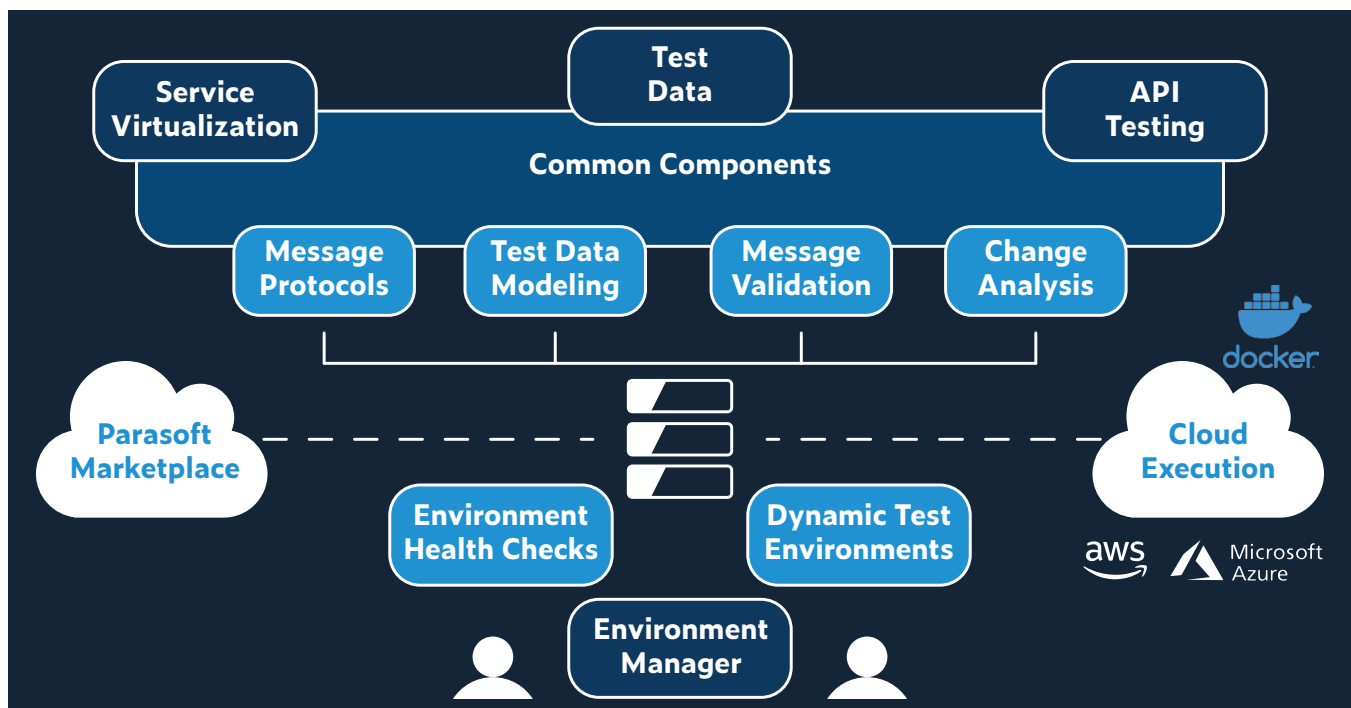 Test
Data
Service
Virtualization
API
Testing
Common Components
Message
Protocols
Test Data
Modeling
Message
Validation
Change
Analysis
docker
Parasoft
Marketplace
Cloud
Execution
Environment
Health Checks
Dynamic Test
Environments
aws
Microsoft
Azure
Environment
Manager